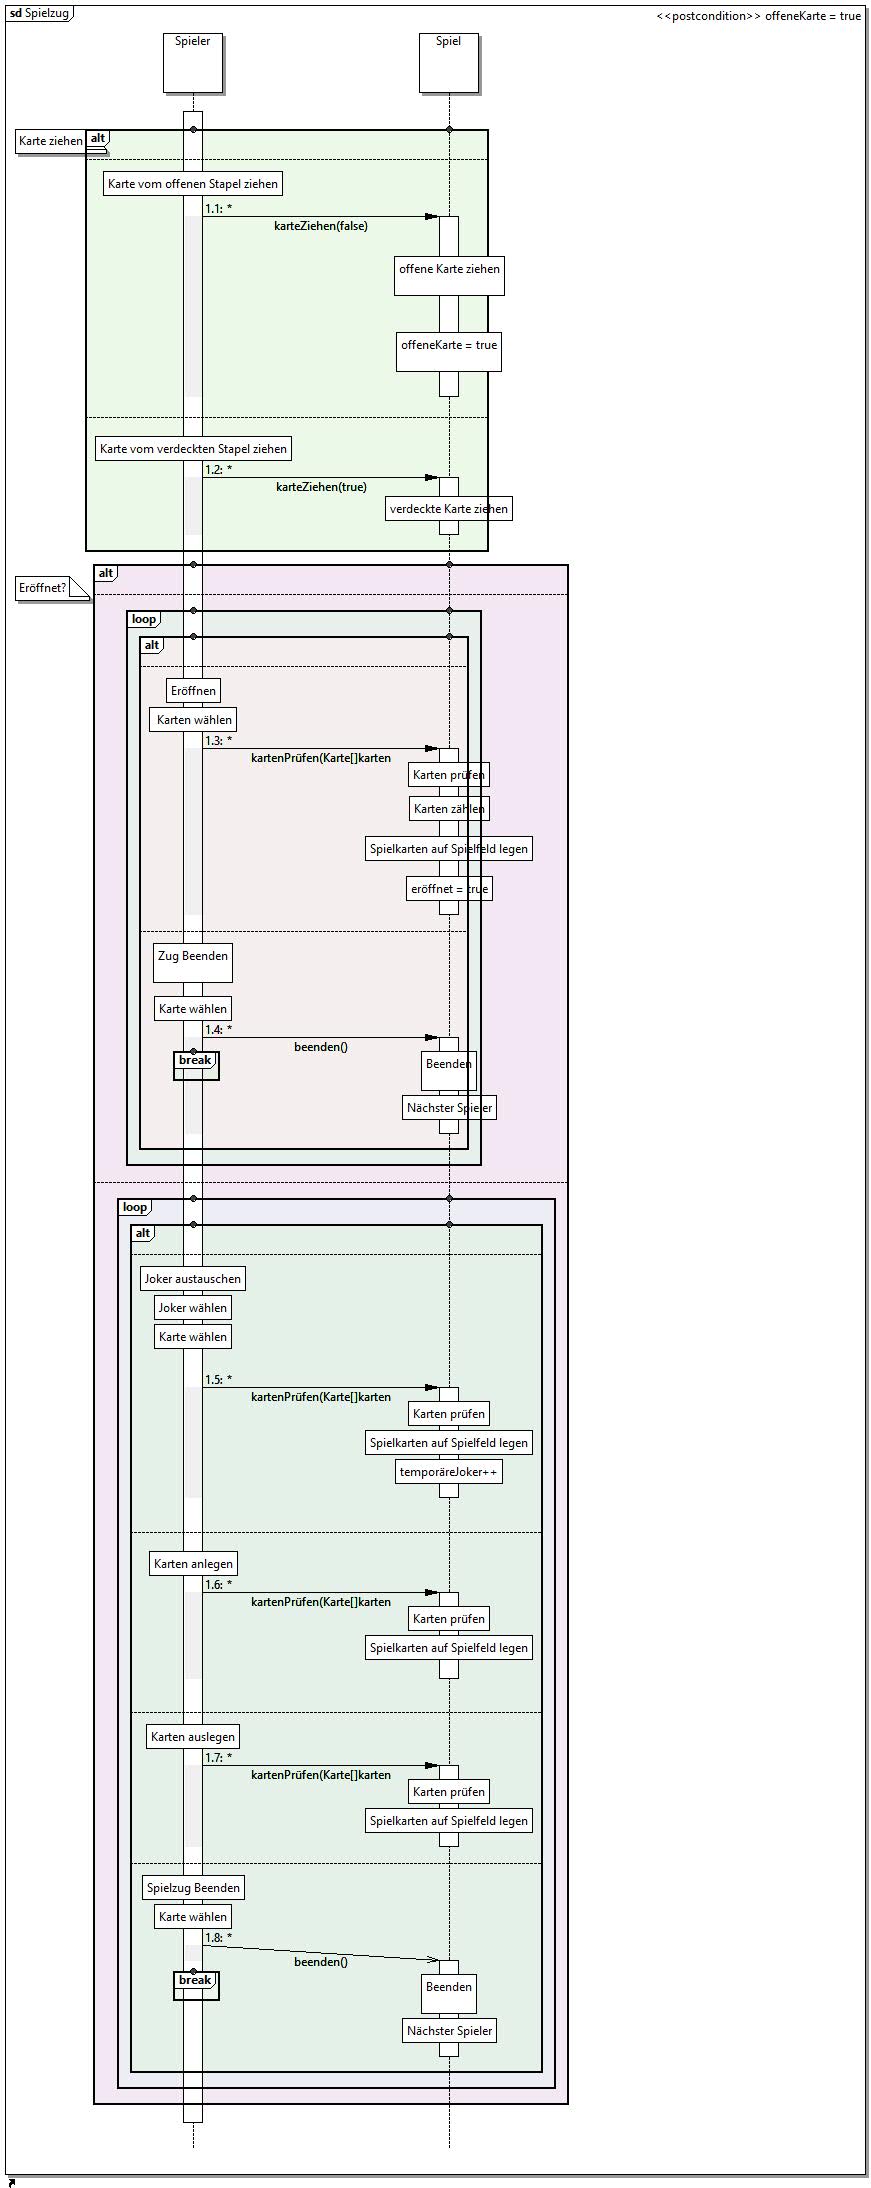 sd Spielzug
<<postcondition>> offeneKarte = true
Spieler
Spiel
Karte ziehen
alt
Karte vom offenen Stapel ziehen
1.1: *
karteZiehen(false)
offene Karte ziehen
offeneKarte = true
Karte vom verdeckten Stapel ziehen
1.2: *
karteZiehen(true)
verdeckte Karte ziehen
alt
Eröffnet?
loop
alt
Eröffnen
Karten wählen
1.3: *
kartenPrüfen(Karte[]karten
Karten prüfen
Karten zählen
Spielkarten auf Spielfeld legen
eröffnet = true
Zug Beenden
Karte wählen
1.4: *
beenden()
break
Beenden
Nächster Spieler
loop
alt
Joker austauschen
Joker wählen
Karte wählen
1.5: *
kartenPrüfen(Karte[]karten
Karten prüfen
Spielkarten auf Spielfeld legen
temporäreJoker++
Karten anlegen
1.6: *
kartenPrüfen(Karte[]karten
Karten prüfen
Spielkarten auf Spielfeld legen
Karten auslegen
1.7: *
kartenPrüfen(Karte[]karten
Karten prüfen
Spielkarten auf Spielfeld legen
Spielzug Beenden
Karte wählen
1.8: *
beenden()
break
Beenden
Nächster Spieler